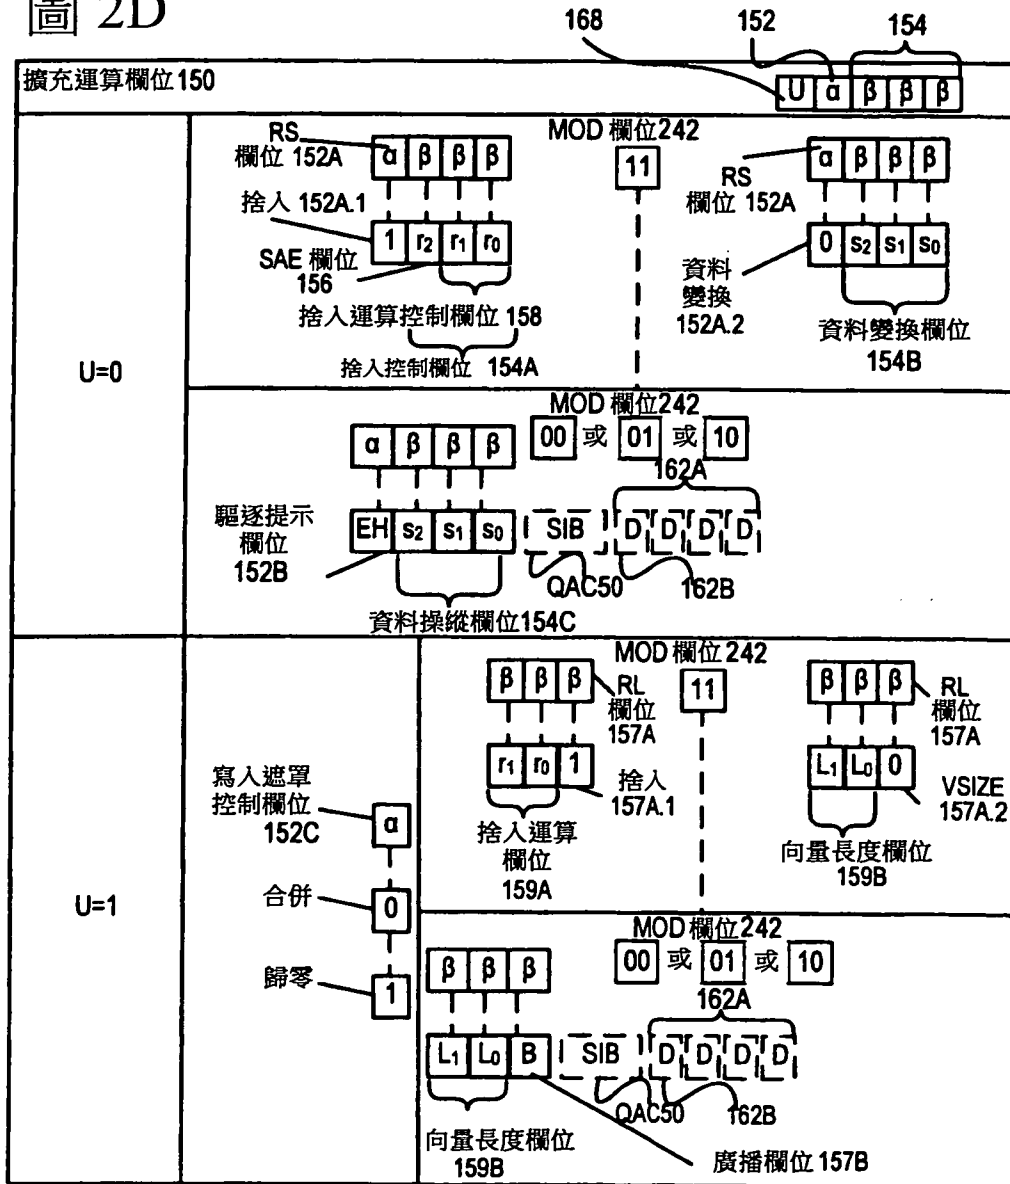 圖 2D
168 152 154
擴充運算欄位150
U α β β β
U=0
RS
欄位 152A
α β β β
捨入 152A.1
1 r2 r1 r0
SAE 欄位
156
捨入運算控制欄位 158
捨入控制欄位 154A
MOD 欄位242
11
α β β β
RS
欄位 152A
0 s2 s1 s0
資料
變換
152A.2
資料變換欄位
154B
MOD 欄位242
00 或 01 或 10
α β β β
162A
驅逐提示
欄位
152B
EH s2 s1 s0
SIB D D D D
QAC50 162B
資料操縱欄位154C
U=1
寫入遮罩
控制欄位
152C
α
合併 0
歸零 1
MOD 欄位242
11
β β β
RL
欄位
157A
r1 r0 1
捨入
157A.1
捨入運算
欄位
159A
β β β
RL
欄位
157A
L1 L0 0
VSIZE
157A.2
向量長度欄位
159B
MOD 欄位242
00 或 01 或 10
β β β
162A
L1 L0 B SIB D D D D
QAC50 162B
向量長度欄位
159B
廣播欄位 157B